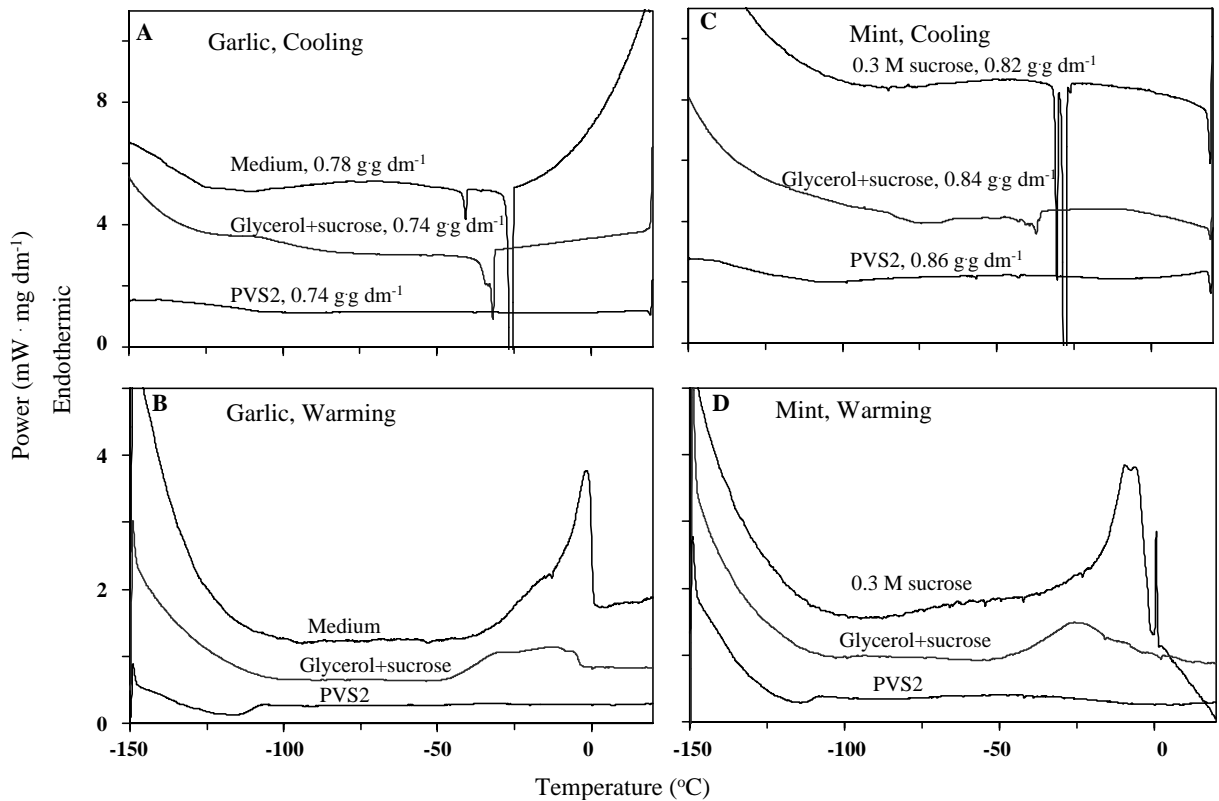 A
Garlic, Cooling
Medium, 0.78 g·g dm-1
Glycerol+sucrose, 0.74 g·g dm-1
PVS2, 0.74 g·g dm-1
8
4
0
C
Mint, Cooling
0.3 M sucrose, 0.82 g·g dm-1
Glycerol+sucrose, 0.84 g·g dm-1
PVS2, 0.86 g·g dm-1
Power (mW · mg dm-1)
Endothermic
B
Garlic, Warming
Medium
Glycerol+sucrose
PVS2
4
2
0
-150
-100
-50
0
D
Mint, Warming
0.3 M sucrose
Glycerol+sucrose
PVS2
-150
-100
-50
0
Temperature (oC)